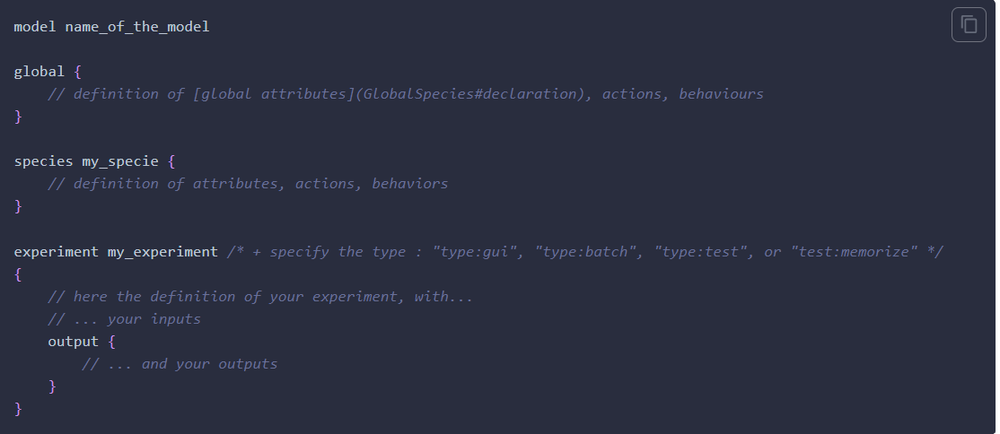 model name_of_the_model
global {
// definition of [global attributes](GlobalSpecies#declaration), actions, behaviours
}
species my_specie {
// definition of attributes, actions, behaviors
}
experiment my_experiment /* + specify the type : "type:gui", "type:batch", "type:test", or "test:memorize" */
{
// here the definition of your experiment, with...
// ... your inputs
output {
// ... and your outputs
}
}